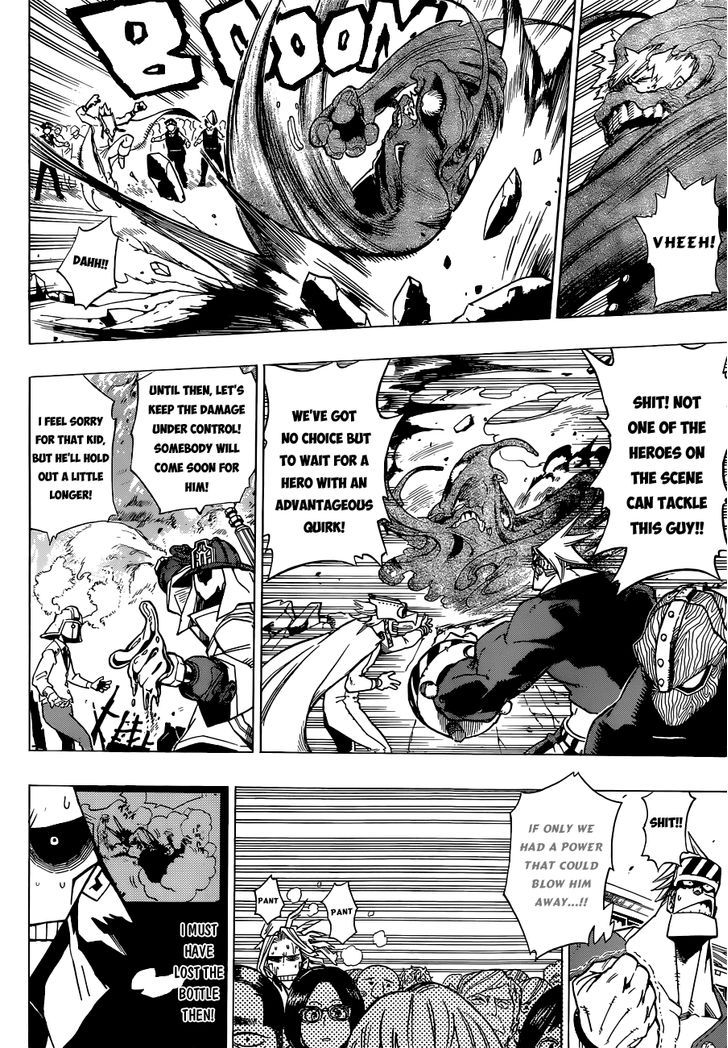 VHEEH!
BOOOM
DAHH!!
SHIT! NOT
ONE OF THE
HEROES ON
THE SCENE
CAN TACKLE
THIS GUY!!
WE'VE GOT
NO CHOICE BUT
TO WAIT FOR A
HERO WITH AN
ADVANTAGEOUS
QUIRK!
UNTIL THEN, LET'S
KEEP THE DAMAGE
UNDER CONTROL!
SOMEBODY WILL
COME SOON FOR
HIM!
I FEEL SORRY
FOR THAT KID,
BUT HE'LL HOLD
OUT A LITTLE
LONGER!
SHIT!!
IF ONLY WE
HAD A POWER
THAT COULD
BLOW HIM
AWAY...!!
PANT
PANT
I MUST
HAVE
LOST THE
BOTTLE
THEN!